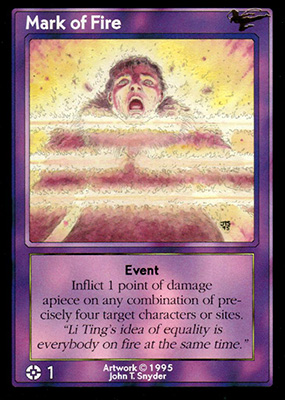 Mark of Fire
Event
Inflict 1 point of damage
apiece on any combination of pre-
cisely four target characters or sites.
“Li Ting's idea of equality is
everybody on fire at the same time.”
1
Artwork © 1995
John T. Snyder